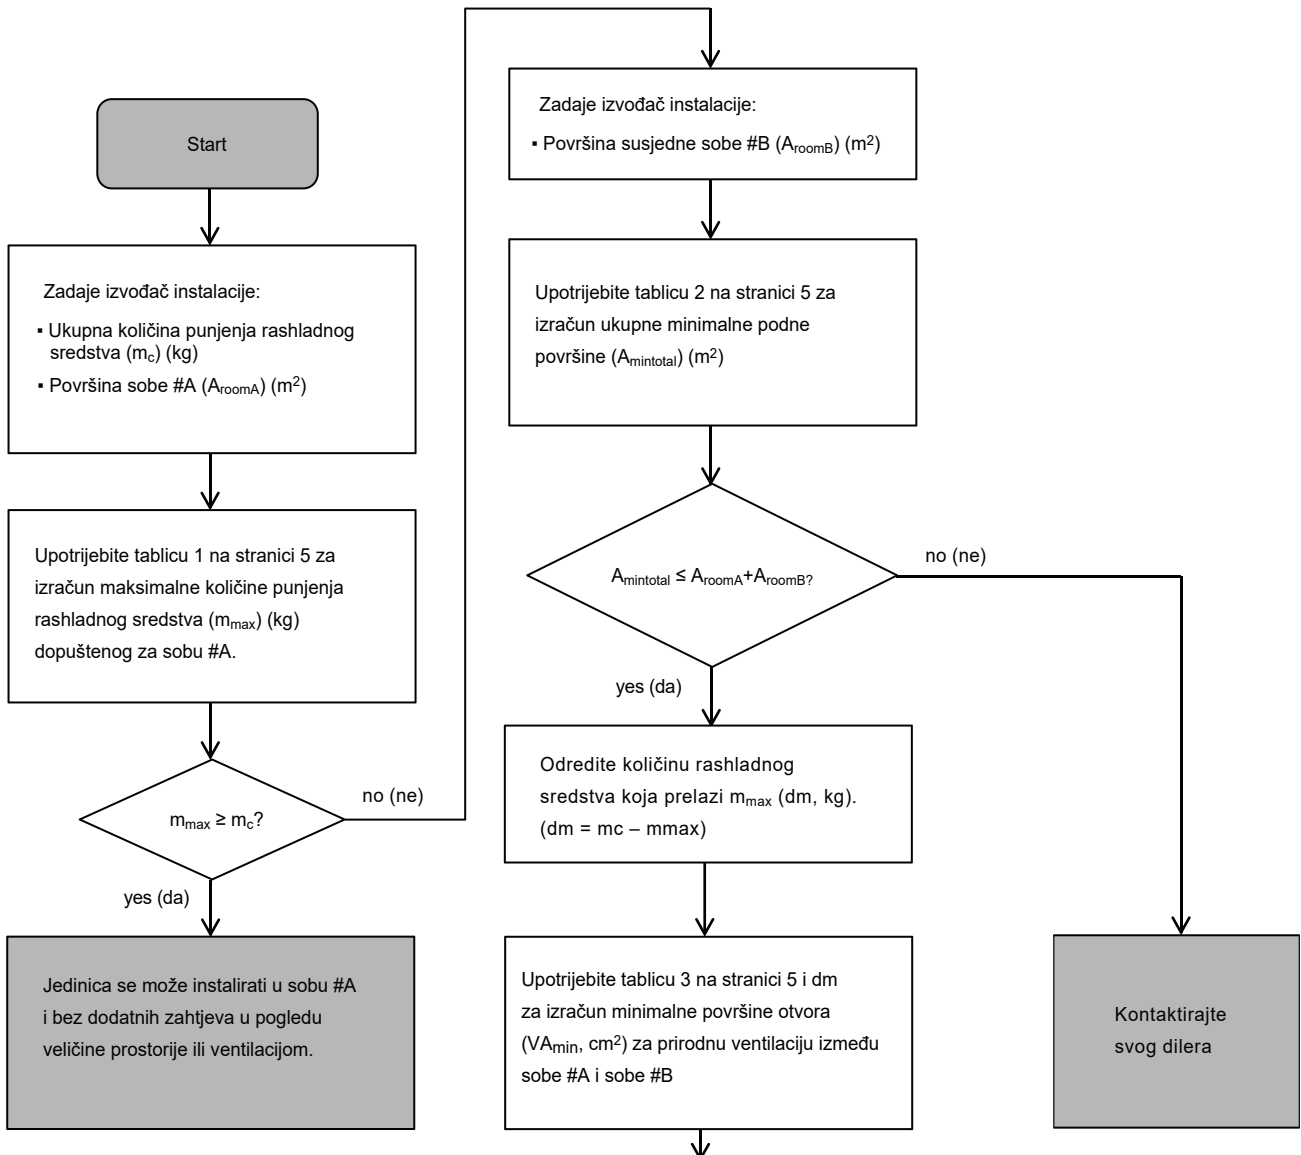 Start
Zadaje izvođač instalacije:
▪ Ukupna količina punjenja rashladnog
sredstva (mc) (kg)
▪ Površina sobe #A (AroomA) (m²)
Upotrijebite tablicu 1 na stranici 5 za
izračun maksimalne količine punjenja
rashladnog sredstva (mmax) (kg)
dopuštenog za sobu #A.
mmax ≥ mc?
no (ne)
yes (da)
Jedinica se može instalirati u sobu #A
i bez dodatnih zahtjeva u pogledu
veličine prostorije ili ventilacijom.
Zadaje izvođač instalacije:
▪ Površina susjedne sobe #B (AroomB) (m²)
Upotrijebite tablicu 2 na stranici 5 za
izračun ukupne minimalne podne
površine (Amintotal) (m²)
Amintotal ≤ AroomA+AroomB?
no (ne)
yes (da)
Odredite količinu rashladnog
sredstva koja prelazi mmax (dm, kg).
(dm = mc – mmax)
Upotrijebite tablicu 3 na stranici 5 i dm
za izračun minimalne površine otvora
(VAmin, cm²) za prirodnu ventilaciju između
sobe #A i sobe #B
Kontaktirajte
svog dilera